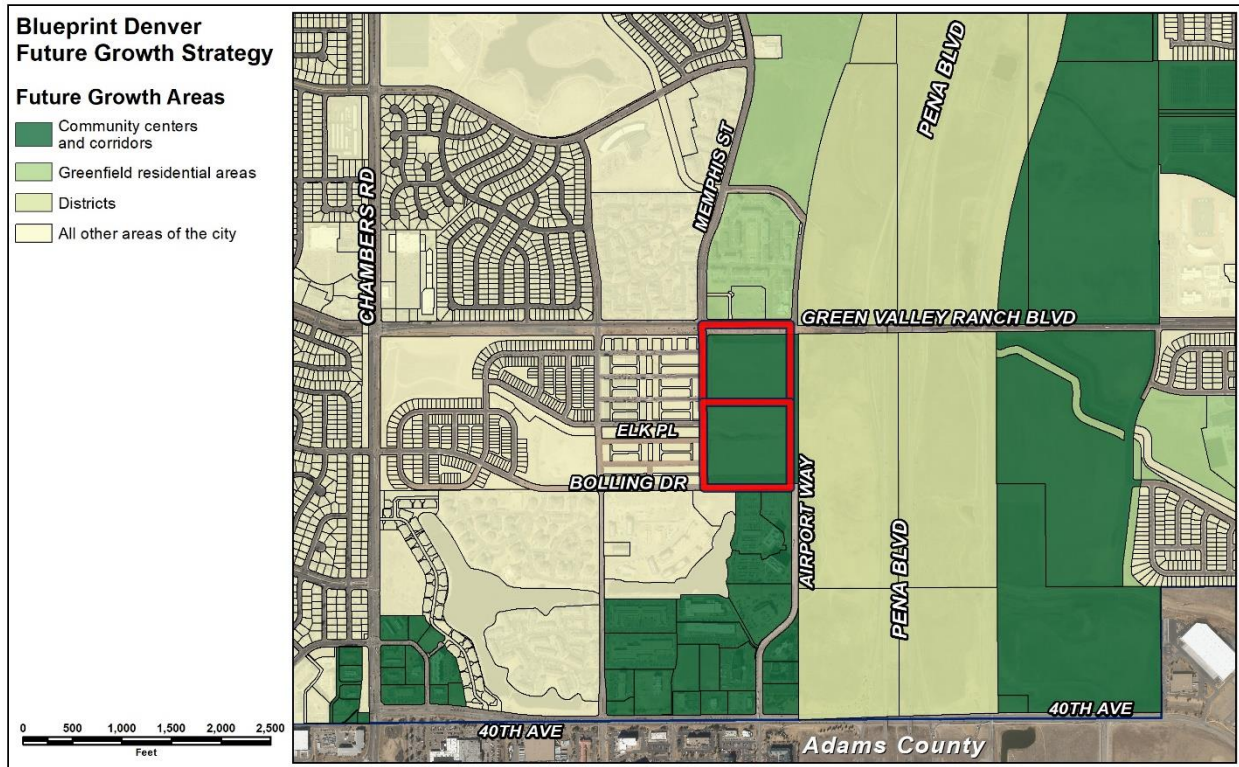 Blueprint Denver
Future Growth Strategy
Future Growth Areas
Community centers
and corridors
Greenfield residential areas
Districts
All other areas of the city
0 500 1,000 1,500 2,000 2,500
Feet
CHAMBERS RD
MEMPHIS ST
PENA BLVD
GREEN VALLEY RANCH BLVD
ELK PL
BOLLING DR
AIRPORT WAY
PENA BLVD
40TH AVE
40TH AVE
Adams County